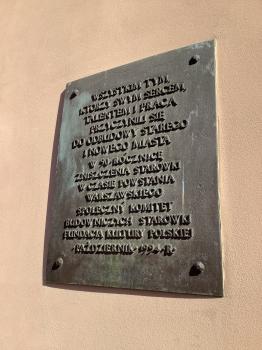 WSZYSTKIM TYM,
KTÓRZY SWYM SERCEM,
TALENTEM I PRACĄ
PRZYCZYNILI SIĘ
DO ODBUDOWY STAREGO
I NOWEGO MIASTA
W 50 ROCZNICĘ
ZNISZCZENIA STARÓWKI
W CZASIE POWSTANIA
WARSZAWSKIEGO
SPOŁECZNY KOMITET
BUDOWNICZYCH STARÓWKI
FUNDACJA KULTURY POLSKIEJ
·PAŹDZIERNIK· 1994·R·